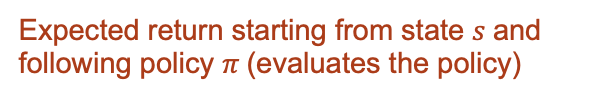 Expected return starting from state s and
following policy π (evaluates the policy)